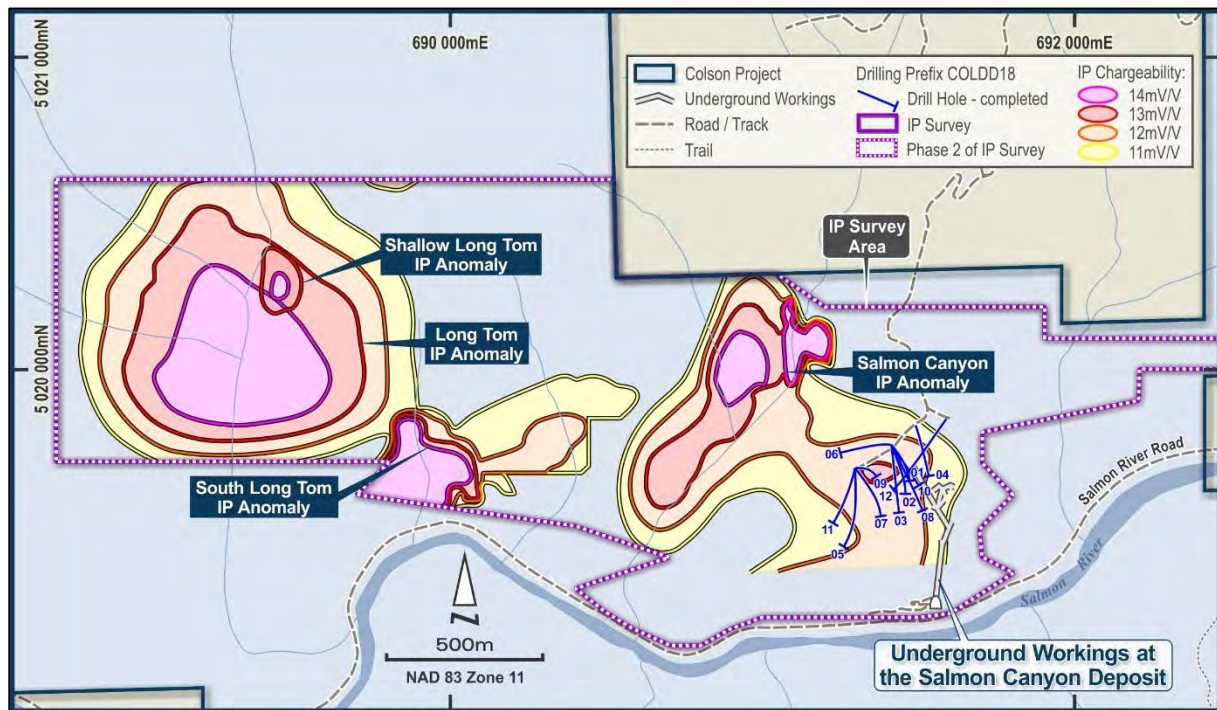 690 000mE
692 000mE
5 021 000mN
5 020 000mN
Colson Project
Underground Workings
Road / Track
Trail
Drilling Prefix COLDD18
Drill Hole - completed
IP Survey
Phase 2 of IP Survey
IP Chargeability:
14mV/V
13mV/V
12mV/V
11mV/V
IP Survey
Area
Shallow Long Tom
IP Anomaly
Long Tom
IP Anomaly
Salmon Canyon
IP Anomaly
South Long Tom
IP Anomaly
06
01
04
09
12
10
02
11
07
03
08
05
Salmon River Road
Salmon River
N
500m
NAD 83 Zone 11
Underground Workings at
the Salmon Canyon Deposit